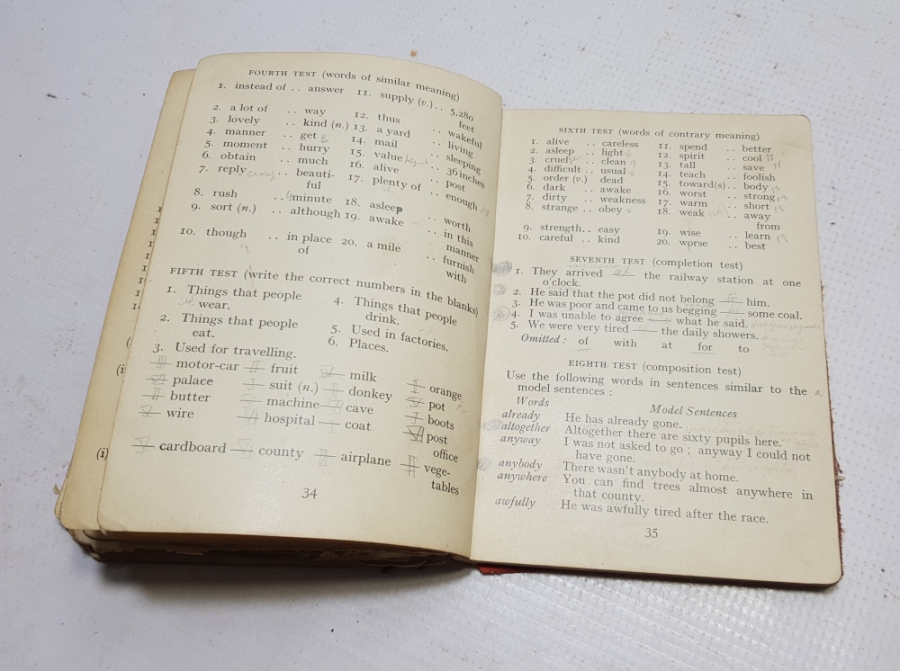 FOURTH TEST (words of similar meaning)
1. instead of .. answer 11. supply (v.) .. 5,280
feet
2. a lot of .. way 12. thus .. wakeful
3. lovely .. kind (n.) 13. a yard .. living
4. manner .. get 14. mail .. sleeping
5. moment .. hurry 15. value .. 36 inches
6. obtain .. much 16. alive .. post
7. reply .. beauti- 17. plenty of .. enough
ful
8. rush .. minute 18. asleep .. worth
9. sort (n.) .. although 19. awake .. in this
manner
10. though .. in place 20. a mile .. furnish
of with
FIFTH TEST (write the correct numbers in the blanks)
1. Things that people 4. Things that people
wear. drink.
2. Things that people 5. Used in factories.
eat. 6. Places.
3. Used for travelling.
motor-car fruit milk orange
palace suit (n.) donkey pot
butter machine cave boots
wire hospital coat post
office
cardboard county airplane vege-
tables
34
SIXTH TEST (words of contrary meaning)
1. alive .. careless 11. spend .. better
2. asleep .. light 12. spirit .. cool
3. cruel .. clean 13. tall .. save
4. difficult .. usual 14. teach .. foolish
5. order (v.) dead 15. toward(s) .. body
6. dark .. awake 16. worst .. strong
7. dirty .. weakness 17. warm .. short
8. strange .. obey 18. weak .. away
from
9. strength .. easy 19. wise .. learn
10. careful .. kind 20. worse .. best
SEVENTH TEST (completion test)
1. They arrived the railway station at one
o'clock.
2. He said that the pot did not belong him.
3. He was poor and came to us begging some coal.
4. I was unable to agree what he said.
5. We were very tired the daily showers.
Omitted: of with at for to
EIGHTH TEST (composition test)
Use the following words in sentences similar to the
model sentences:
Words Model Sentences
already He has already gone.
altogether Altogether there are sixty pupils here.
anyway I was not asked to go; anyway I could not
have gone.
anybody There wasn't anybody at home.
anywhere You can find trees almost anywhere in
that county.
awfully He was awfully tired after the race.
35